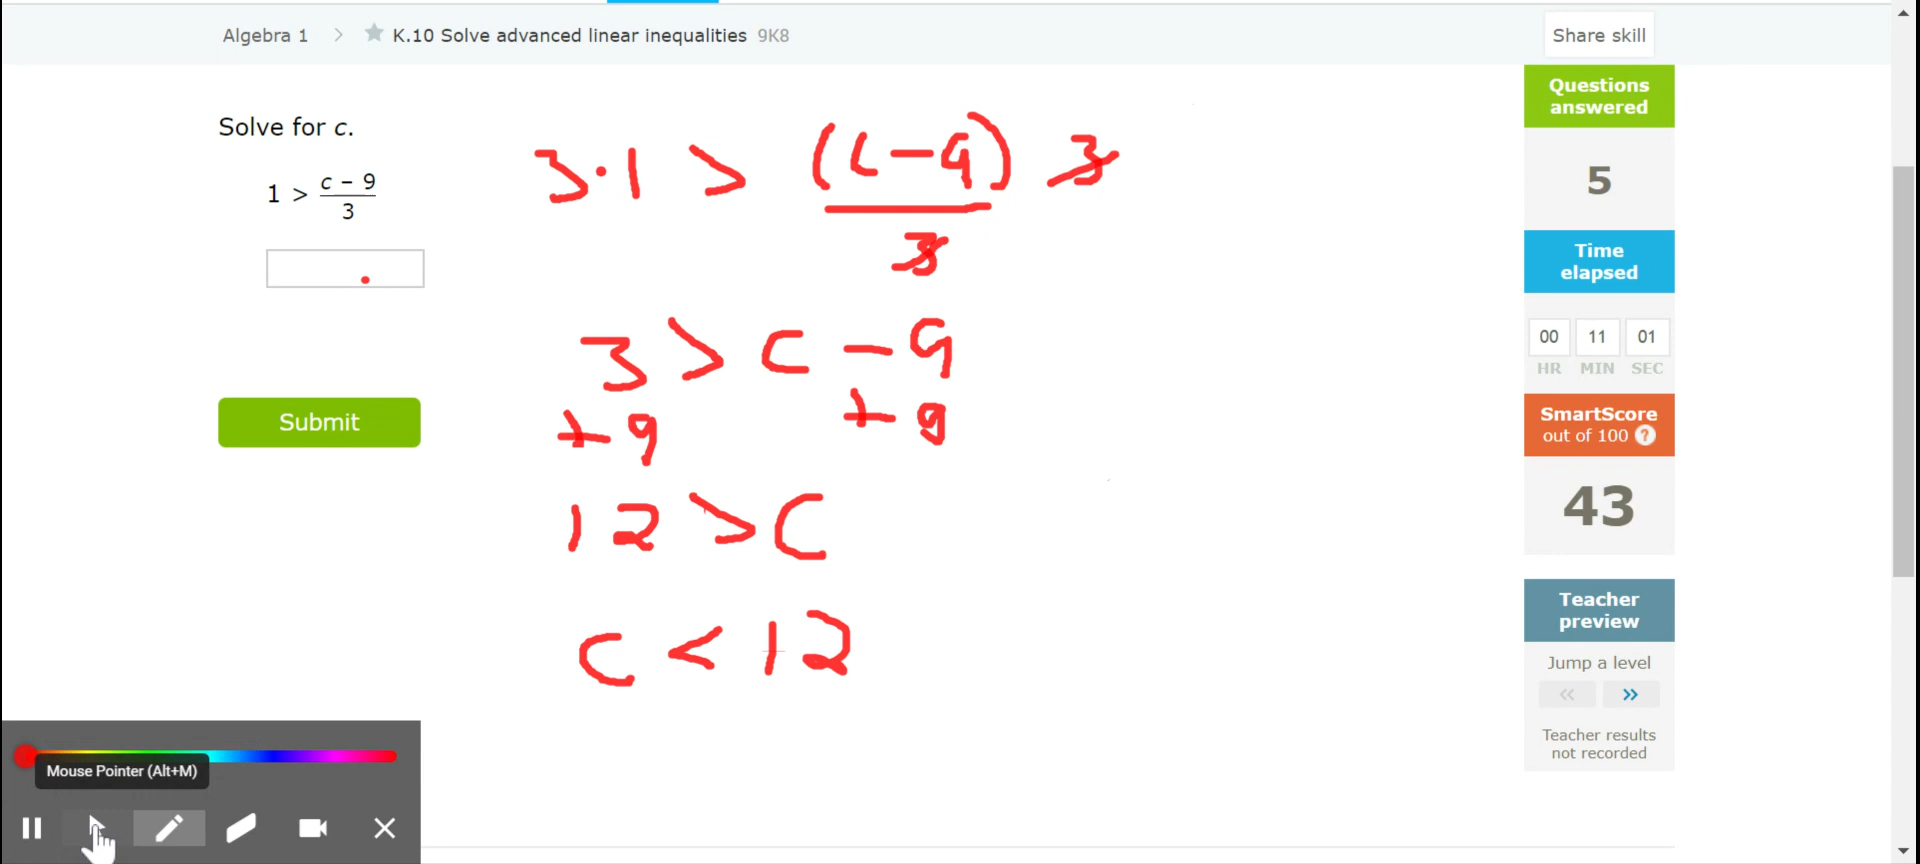 Algebra 1 > ★ K.10 Solve advanced linear inequalities 9K8
Share skill
Solve for c.
1 > c − 9
3
Submit
3·1 > (c−9) 3
3
3 > c − 9
+9 +9
12 > C
c < 12
Questions
answered
5
Time
elapsed
00 11 01
HR MIN SEC
SmartScore
out of 100 ?
43
Teacher
preview
Jump a level
<< >>
Teacher results
not recorded
Mouse Pointer (Alt+M)